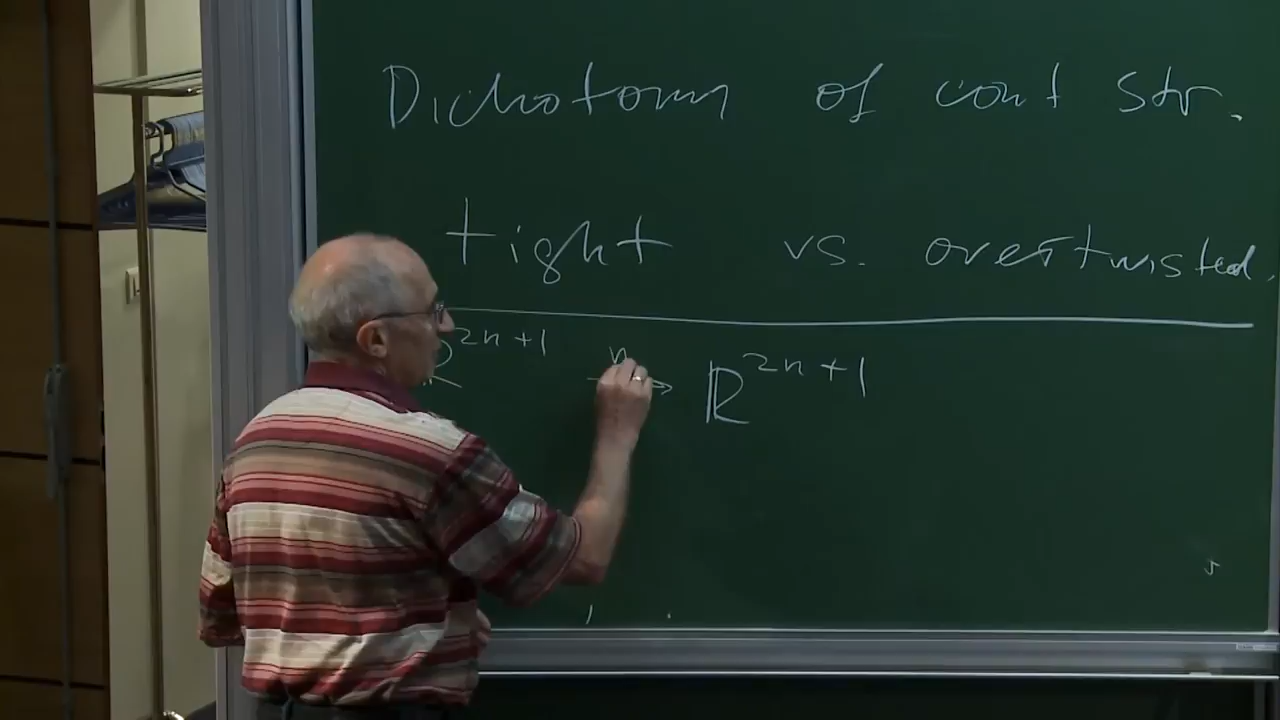 Dichotomy of cont str.
tight vs. overtwisted.
ℝ^{2n+1} → ℝ^{2n+1}